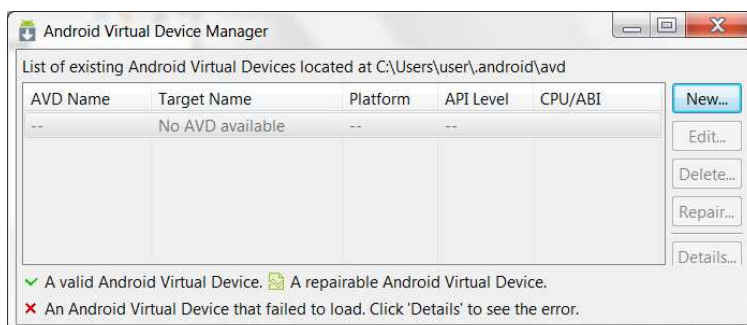 Android Virtual Device Manager
List of existing Android Virtual Devices located at C:\Users\user\.android\avd
AVD Name Target Name Platform API Level CPU/ABI
-- No AVD available -- --
New...
Edit...
Delete...
Repair...
Details...
A valid Android Virtual Device. A repairable Android Virtual Device.
An Android Virtual Device that failed to load. Click 'Details' to see the error.